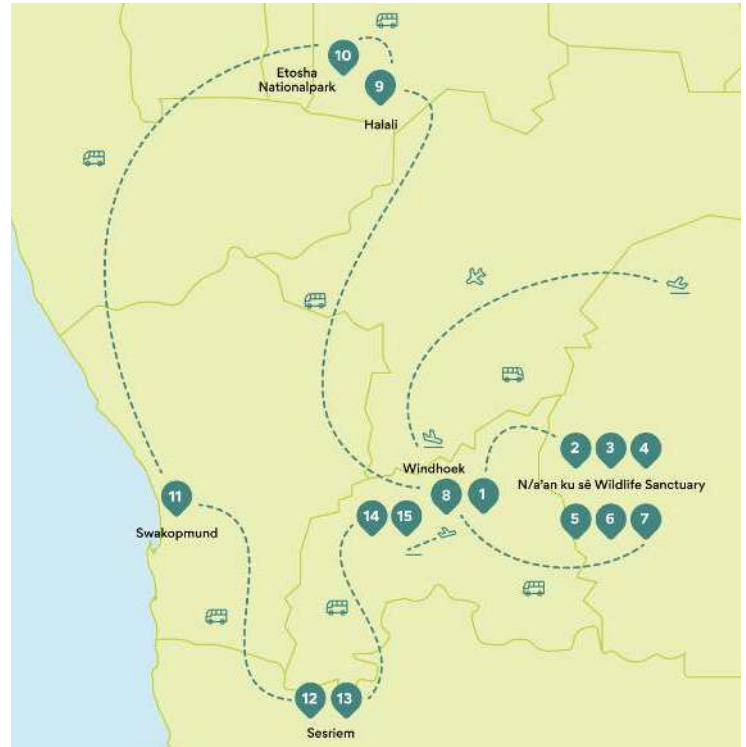 10
Etosha
Nationalpark
9
Halali
Windhoek
2 3 4
11
8 1
N/a'an ku sê Wildlife Sanctuary
14 15
5 6 7
Swakopmund
12 13
Sesriem